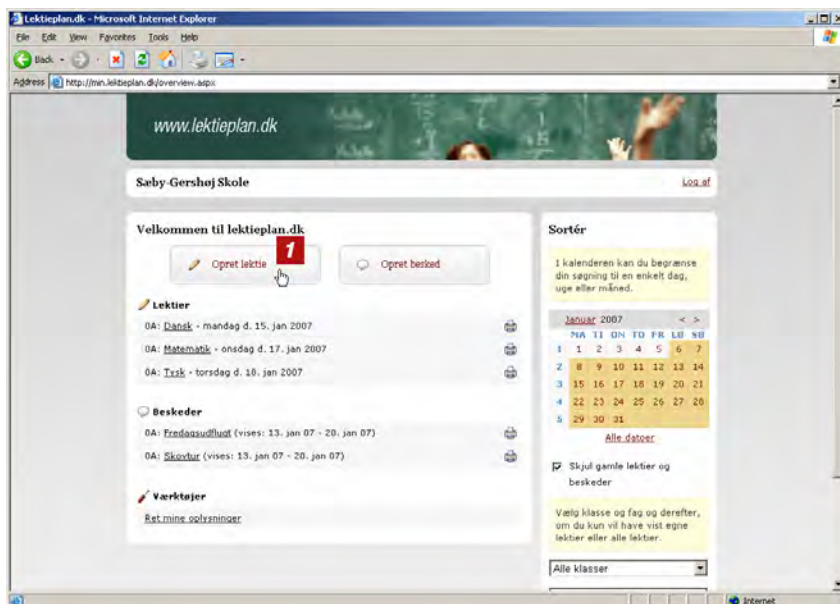 Lektieplan.dk - Microsoft Internet Explorer
File Edit View Favorites Tools Help
Back
Address http://min.lektieplan.dk/overview.aspx
www.lektieplan.dk
Sæby-Gershøj Skole
Log af
Velkommen til lektieplan.dk
1
Opret lektie
Opret besked
Lektier
0A: Dansk - mandag d. 15. jan 2007
0A: Matematik - onsdag d. 17. jan 2007
0A: Tysk - torsdag d. 18. jan 2007
Beskeder
0A: Fredagsudflugt (vises: 13. jan 07 - 20. jan 07)
0A: Skovtur (vises: 13. jan 07 - 20. jan 07)
Værktøjer
Ret mine oplysninger
Sortér
I kalenderen kan du begrænse
din søgning til en enkelt dag,
uge eller måned.
Januar 2007 < >
MA TI ON TO FR LØ SØ
1 1 2 3 4 5 6 7
2 8 9 10 11 12 13 14
3 15 16 17 18 19 20 21
4 22 23 24 25 26 27 28
5 29 30 31
Alle datoer
Skjul gamle lektier og
beskeder
Vælg klasse og fag og derefter,
om du kun vil have vist egne
lektier eller alle lektier.
Alle klasser
Internet